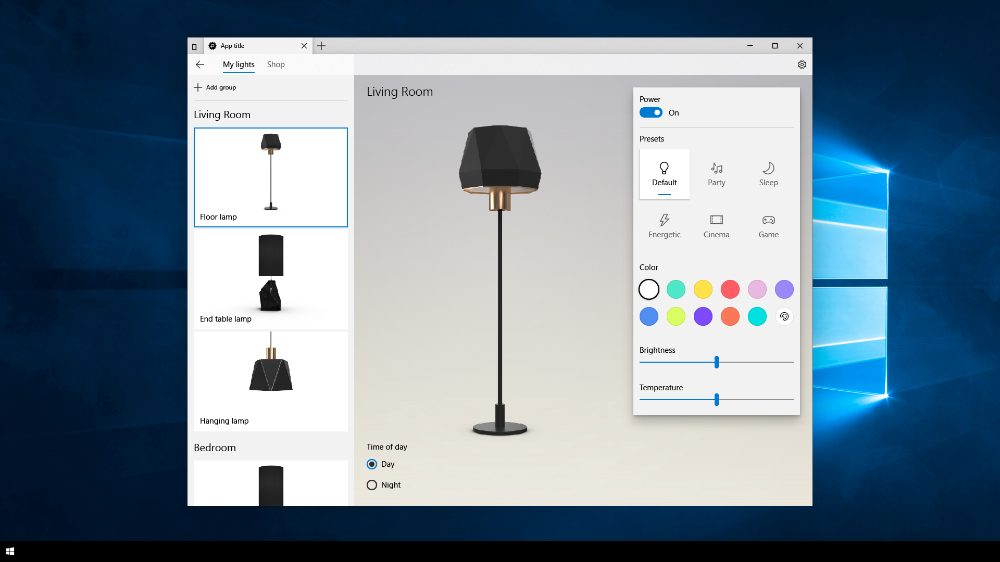 App title
My lights
Shop
Add group
Living Room
Floor lamp
End table lamp
Hanging lamp
Bedroom
Living Room
Time of day
Day
Night
Power
On
Presets
Default
Party
Sleep
Energetic
Cinema
Game
Color
Brightness
Temperature